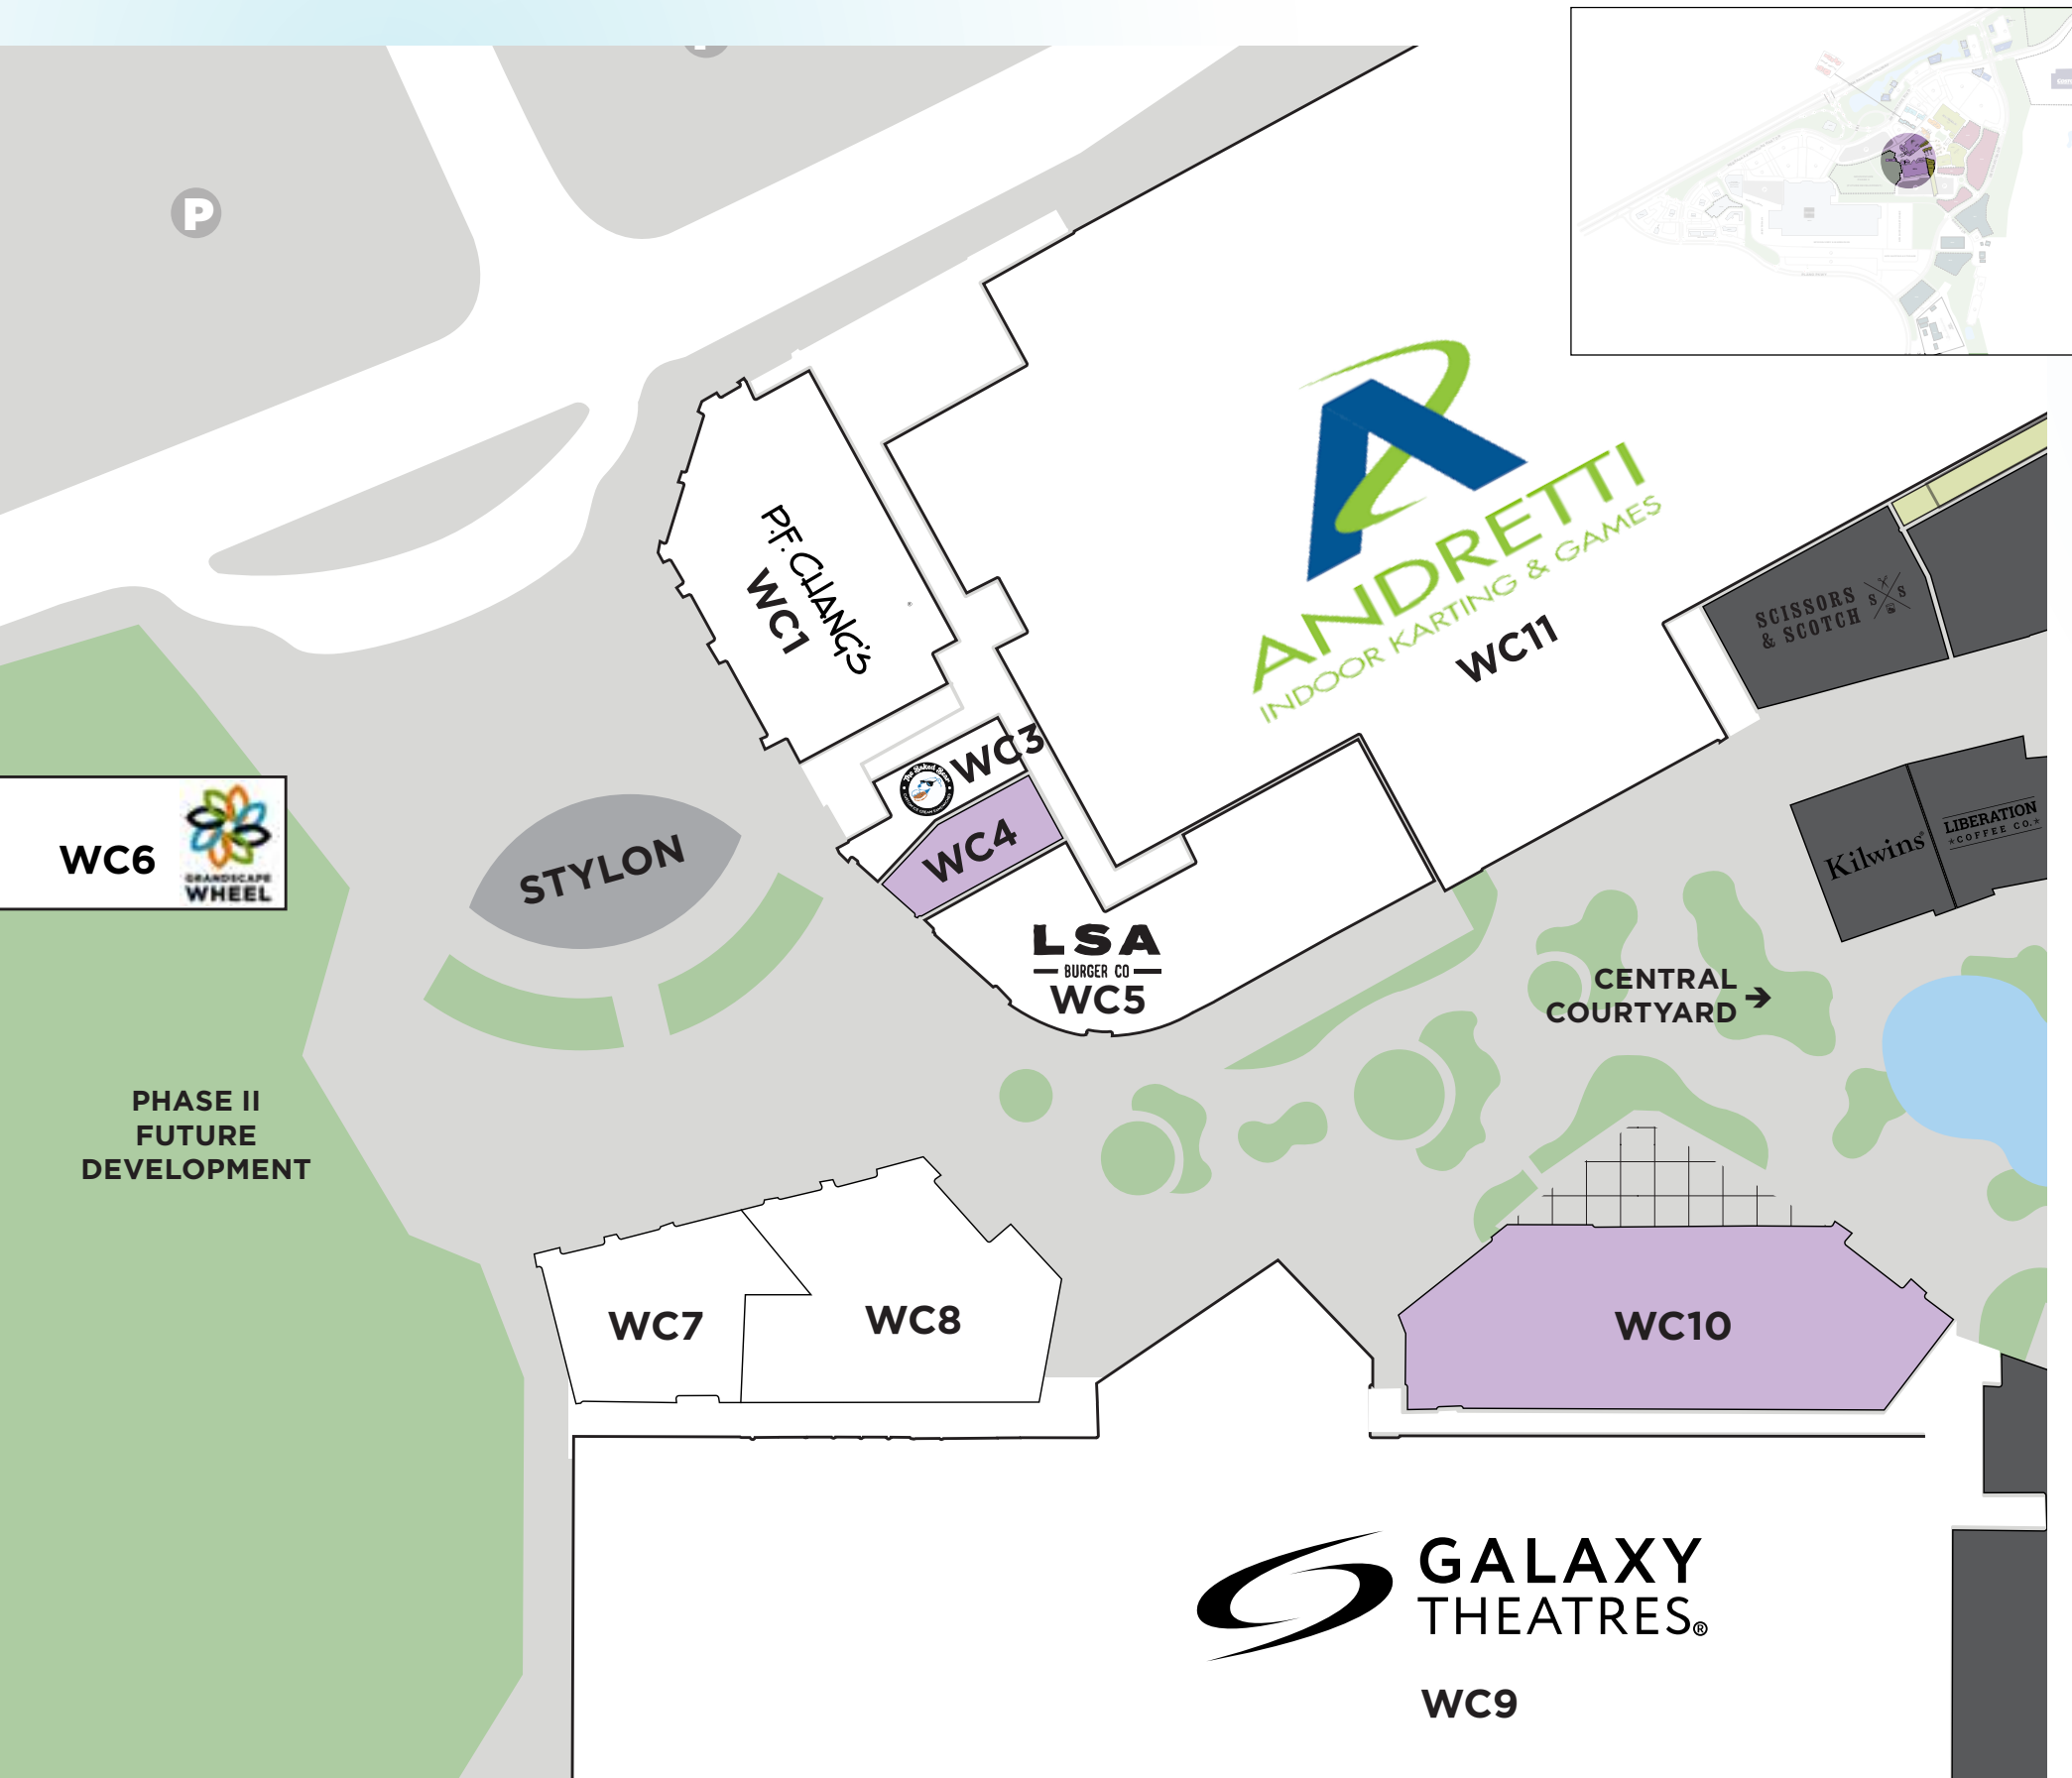 P
P.F. CHANG'S
WC1
ANDRETTI
INDOOR KARTING & GAMES
WC11
SCISSORS
& SCOTCH
S S
WC3
WC4
Kilwins
LIBERATION
COFFEE CO.
WC6
GRANDSCAPE
WHEEL
STYLON
LSA
BURGER CO
WC5
CENTRAL
COURTYARD →
PHASE II
FUTURE
DEVELOPMENT
WC7
WC8
WC10
GALAXY
THEATRES®
WC9